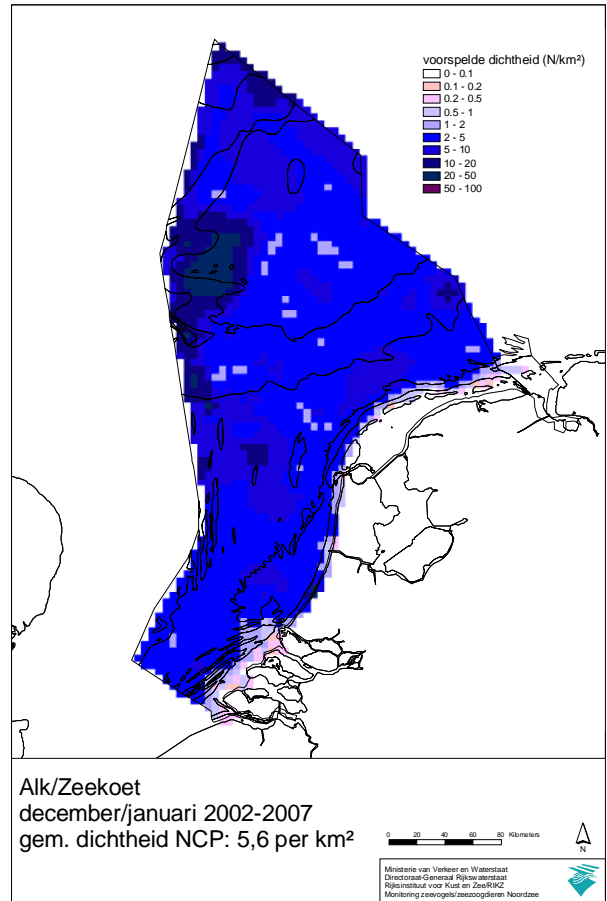 voorspelde dichtheid (N/km²)
0 - 0.1
0.1 - 0.2
0.2 - 0.5
0.5 - 1
1 - 2
2 - 5
5 - 10
10 - 20
20 - 50
50 - 100
Alk/Zeekoet
december/januari 2002-2007
gem. dichtheid NCP: 5,6 per km²
0 20 40 60 80 Kilometers
N
Ministerie van Verkeer en Waterstaat
Directoraat-Generaal Rijkswaterstaat
Rijksinstituut voor Kust en Zee/RIKZ
Monitoring zeevogels/zeezoogdieren Noordzee